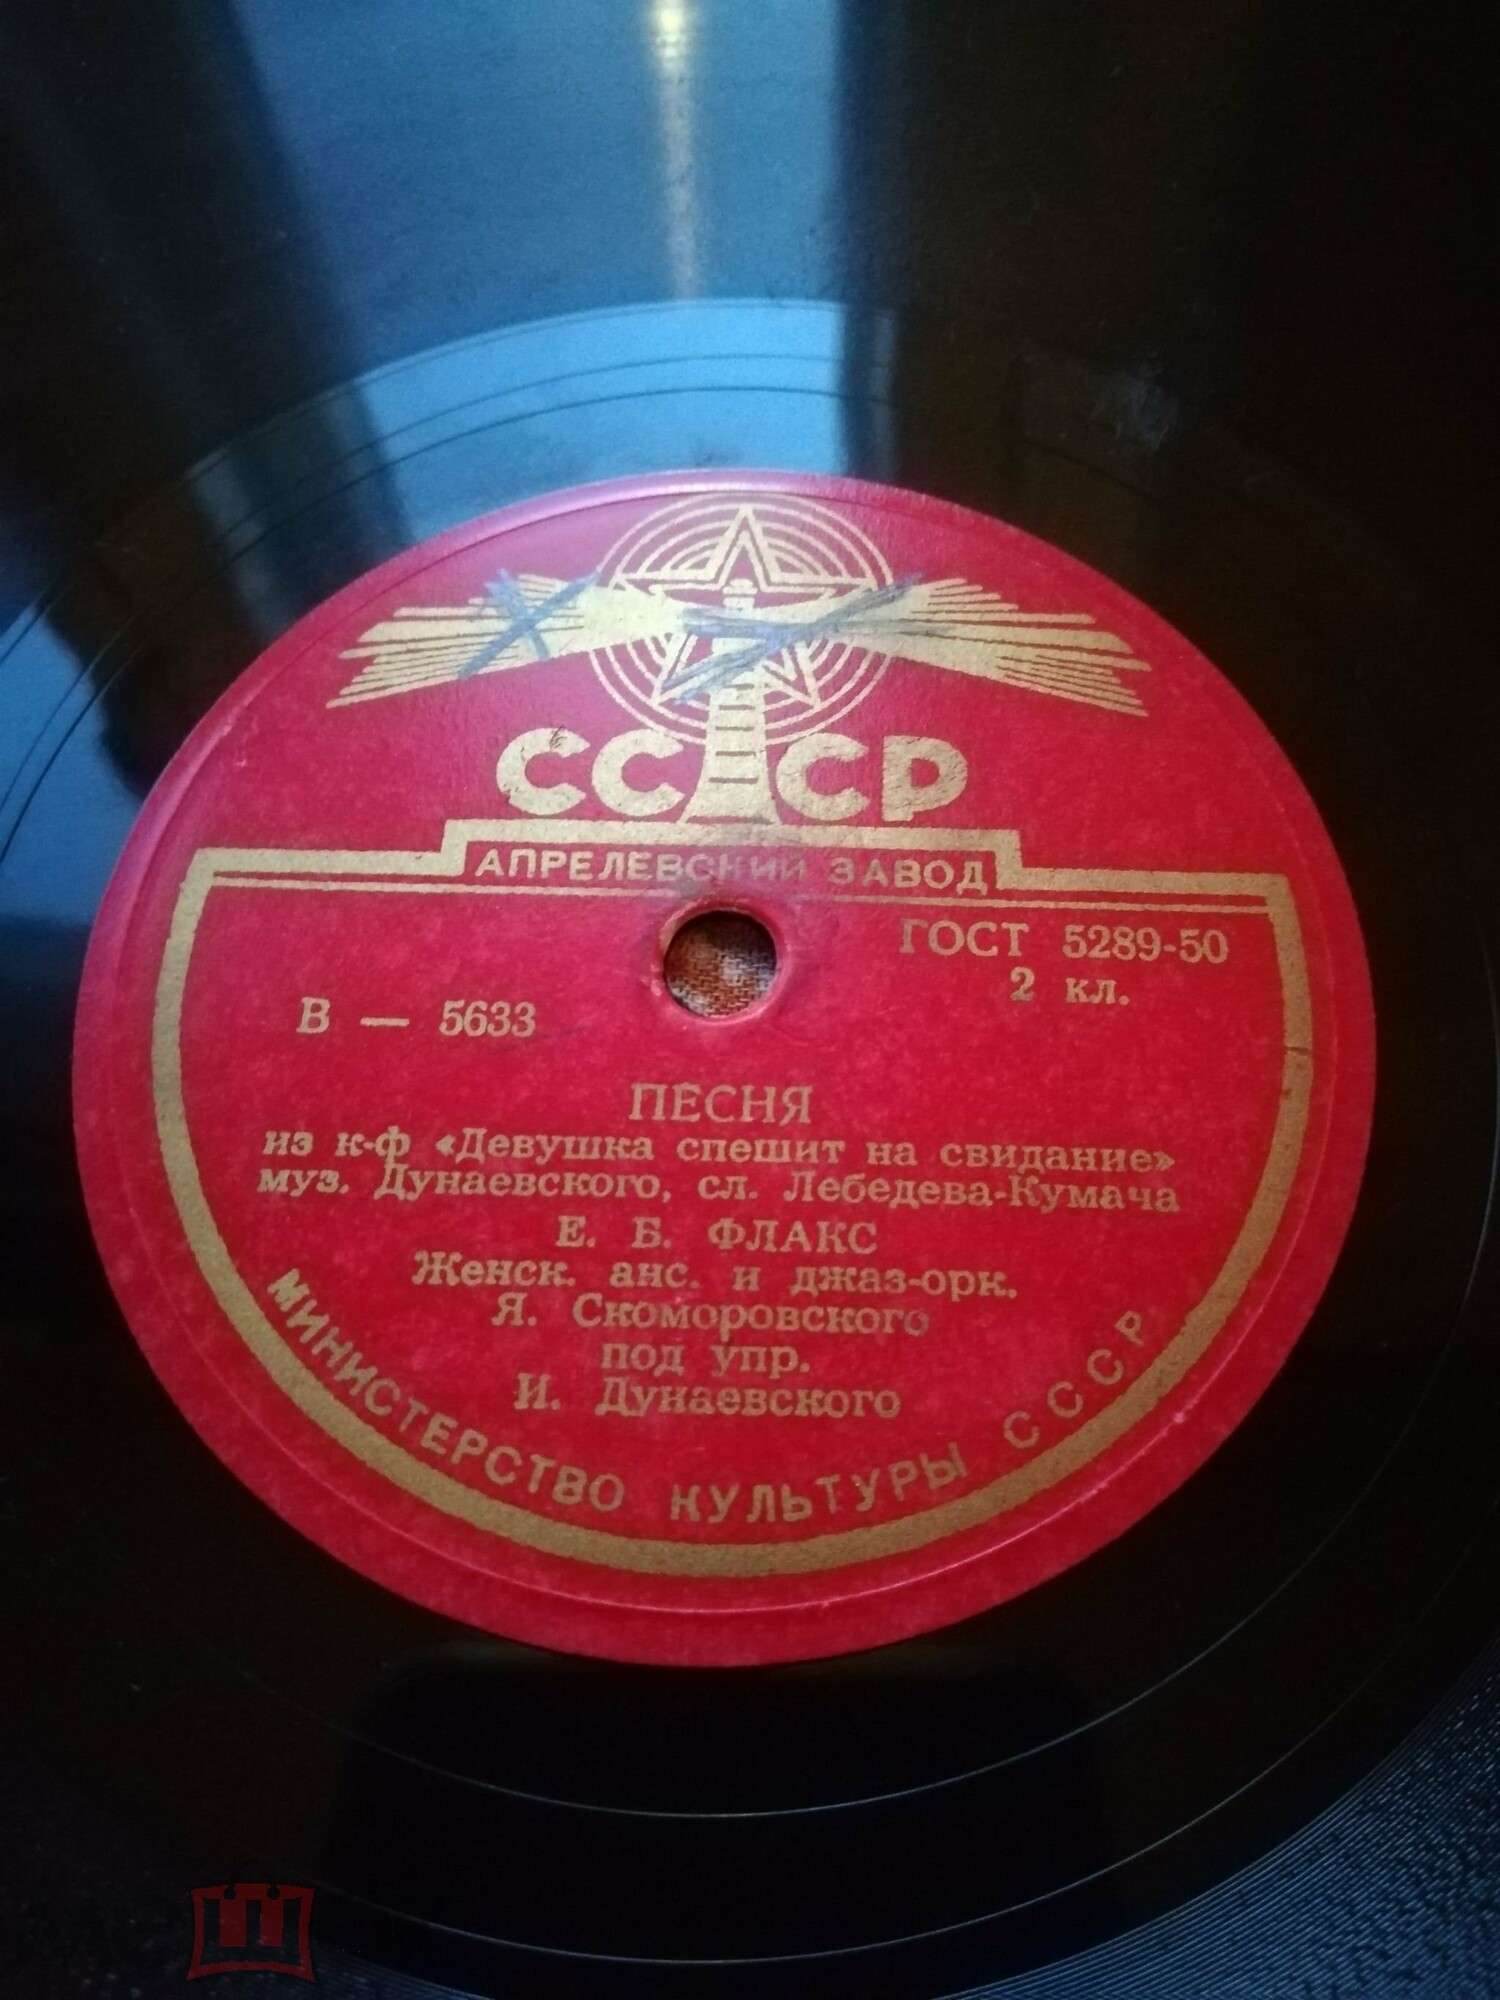 СССР
АПРЕЛЕВСКИЙ ЗАВОД
ГОСТ 5289-50
2 кл.
В — 5633
ПЕСНЯ
из к-ф «Девушка спешит на свидание»
муз. Дунаевского, сл. Лебедева-Кумача
Е. Б. ФЛАКС
Женск. анс. и джаз-орк.
Я. Скоморовского
под упр.
И. Дунаевского
МИНИСТЕРСТВО КУЛЬТУРЫ СССР